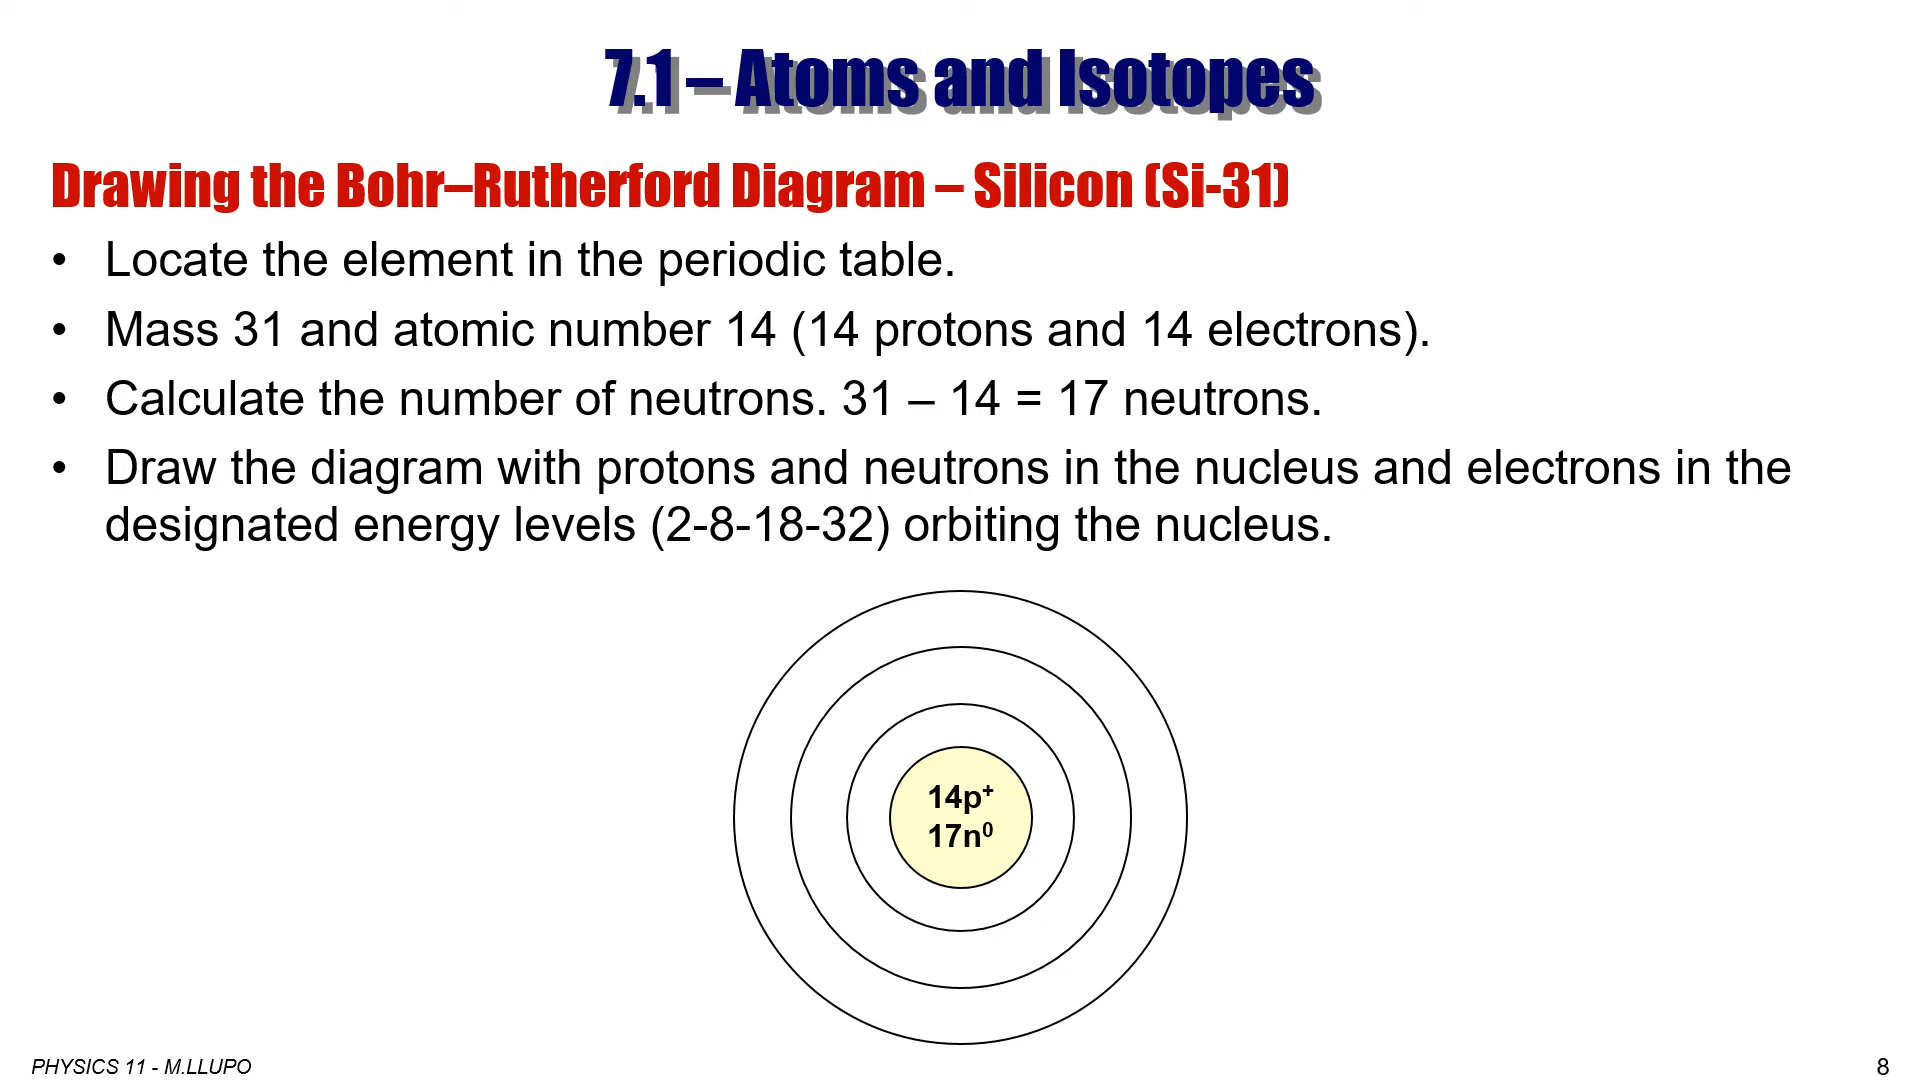 7.1 – Atoms and Isotopes
Drawing the Bohr–Rutherford Diagram – Silicon (Si-31)
• Locate the element in the periodic table.
• Mass 31 and atomic number 14 (14 protons and 14 electrons).
• Calculate the number of neutrons. 31 – 14 = 17 neutrons.
• Draw the diagram with protons and neutrons in the nucleus and electrons in the
designated energy levels (2-8-18-32) orbiting the nucleus.
14p⁺
17n⁰
PHYSICS 11 - M.LLUPO
8